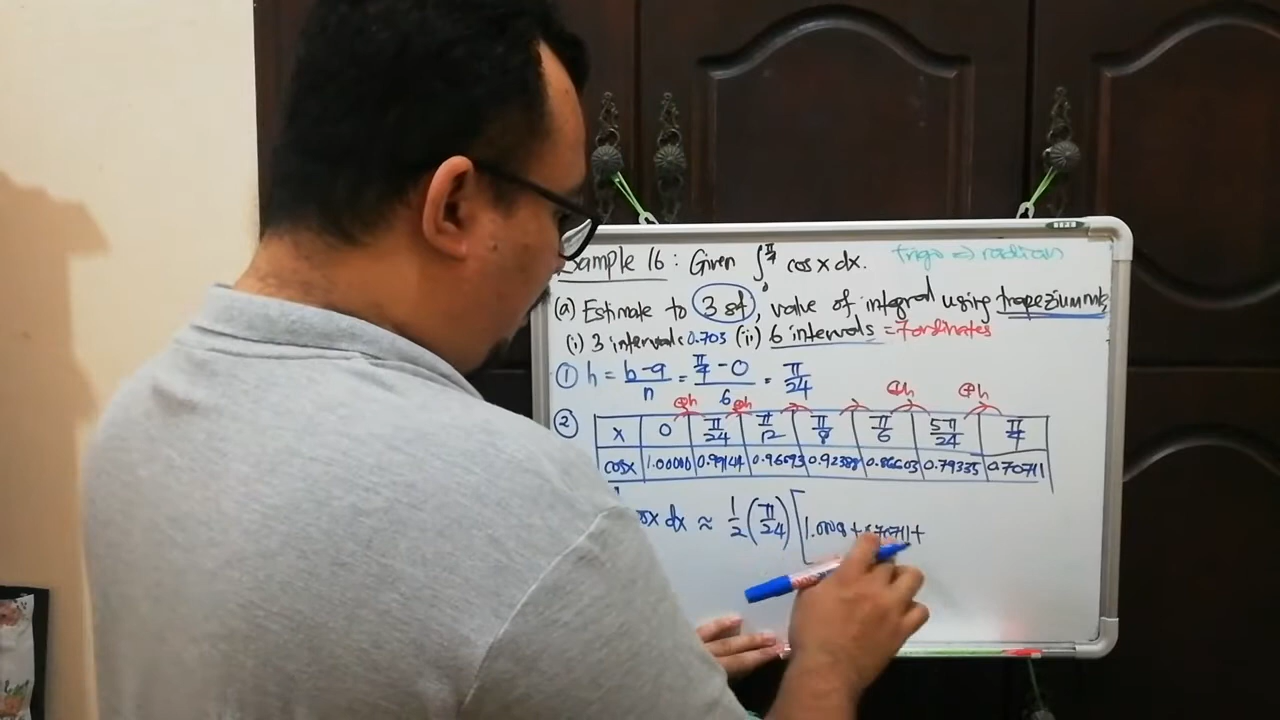 Sample 16: Given ∫₀^(π/4) cos x dx. trigo => radian
(a) Estimate to 3 sf, value of integral using trapezium rule
(i) 3 intervals 0.703 (ii) 6 intervals = 7 ordinates
① h = (b-a)/n = (π/4 - 0)/6 = π/24
⊕h ⊕h ⊕h ⊕h
② x 0 π/24 π/12 π/8 π/6 5π/24 π/4
cosx 1.00000 0.99144 0.96593 0.92388 0.86603 0.79335 0.70711
cos x dx ≈ 1/2 (π/24) [1.0000 + 0.70711 +